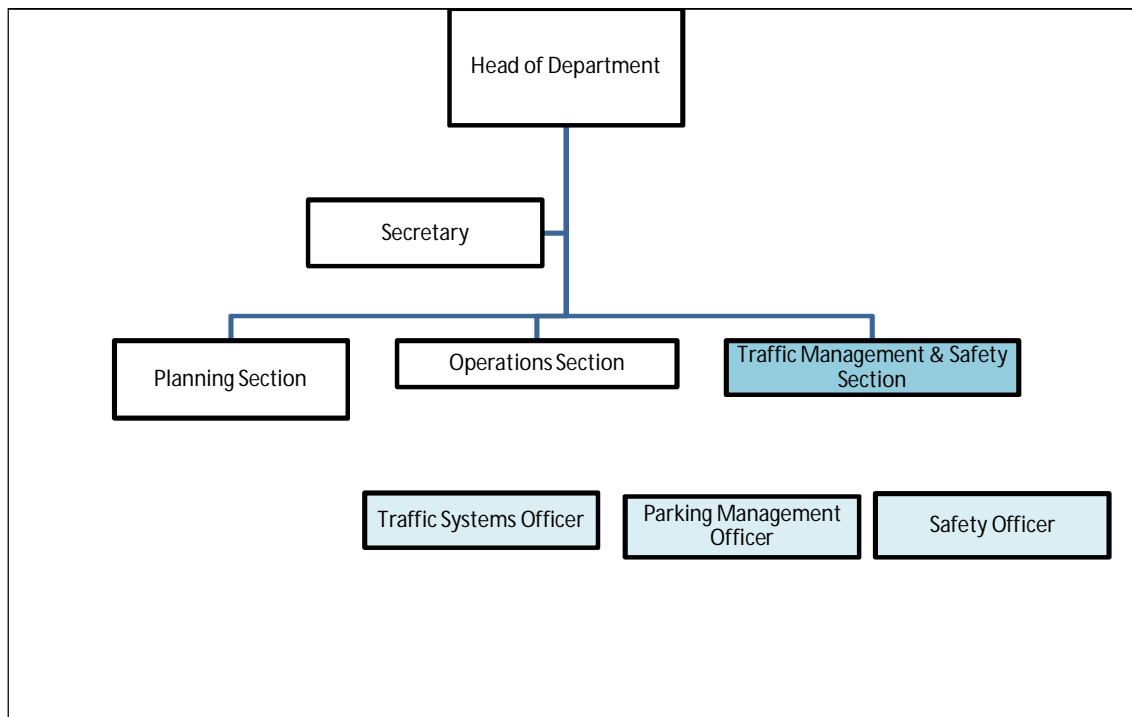 Head of Department
Secretary
Planning Section
Operations Section
Traffic Management & Safety
Section
Traffic Systems Officer
Parking Management
Officer
Safety Officer